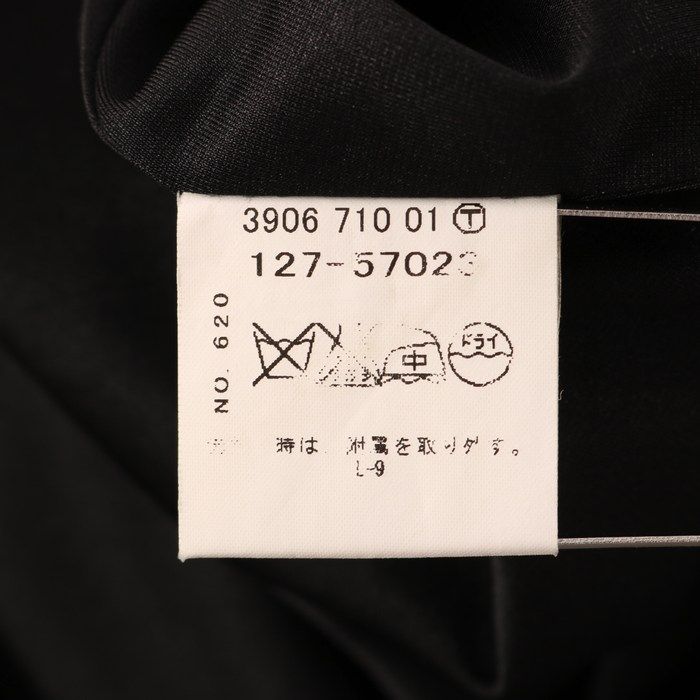 3906 710 01 Ⓣ
127-57023
NO. 620
中 ドライ
時は 附属を取り外す。
L-9